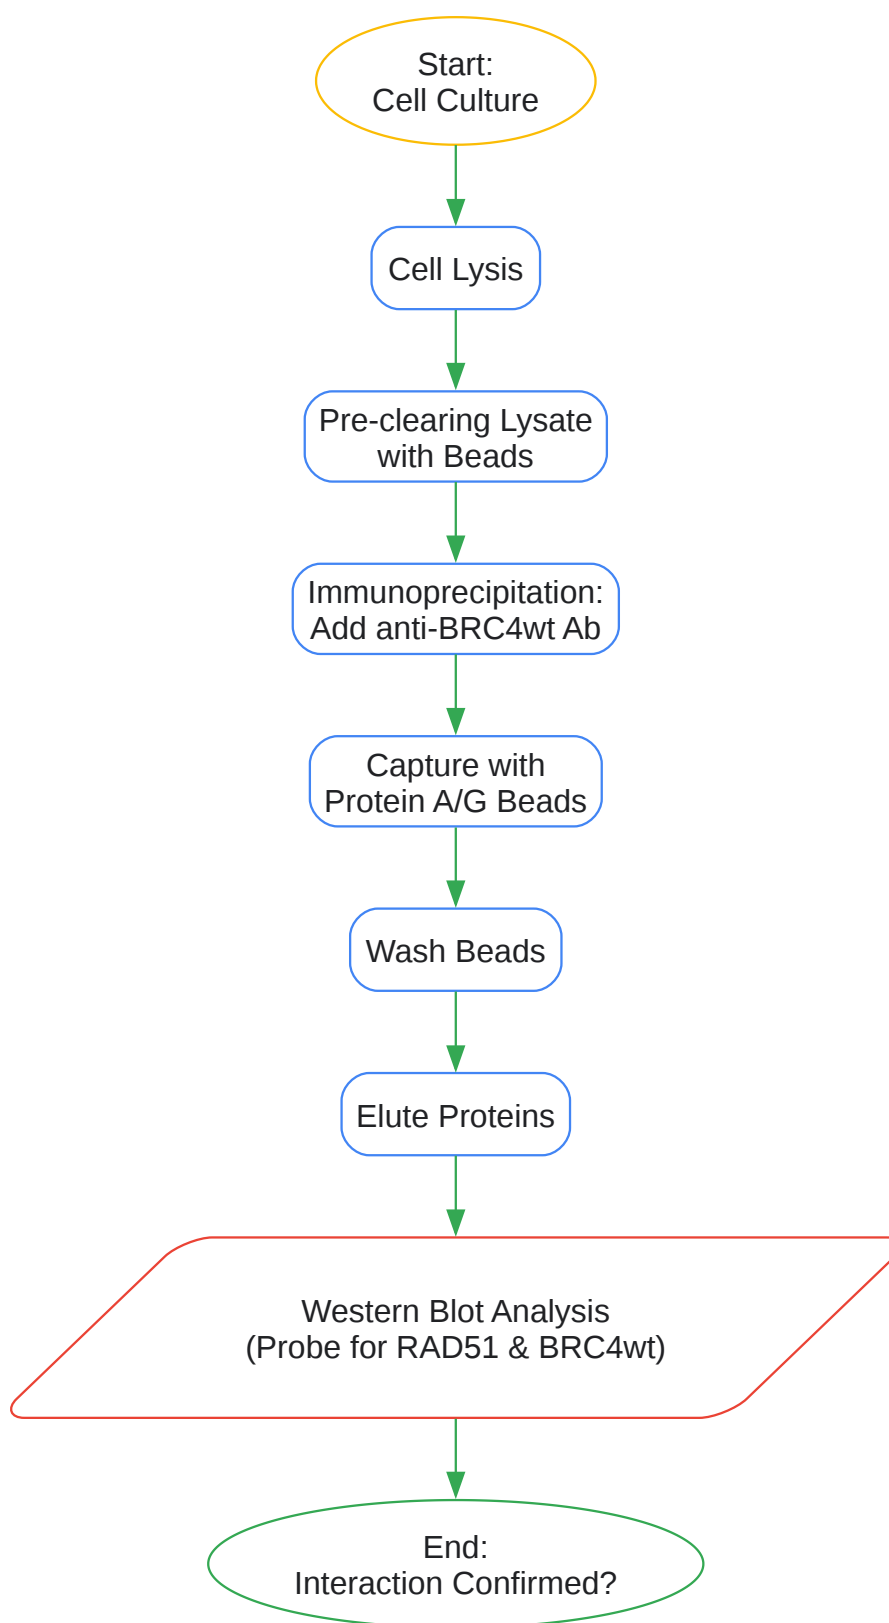 Start:
Cell Culture
Cell Lysis
Pre-clearing Lysate
with Beads
Immunoprecipitation:
Add anti-BRC4wt Ab
Capture with
Protein A/G Beads
Wash Beads
Elute Proteins
Western Blot Analysis
(Probe for RAD51 & BRC4wt)
End:
Interaction Confirmed?